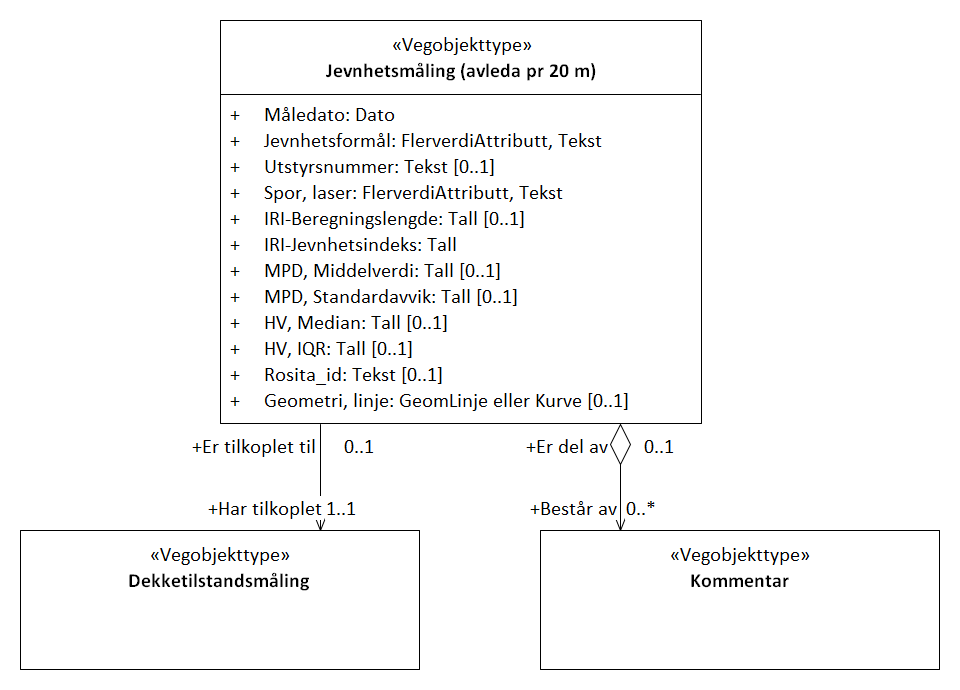 «Vegobjekttype»
Jevnhetsmåling (avleda pr 20 m)
+ Måledato: Dato
+ Jevnhetsformål: FlerverdiAttributt, Tekst
+ Utstyrsnummer: Tekst [0..1]
+ Spor, laser: FlerverdiAttributt, Tekst
+ IRI-Beregningslengde: Tall [0..1]
+ IRI-Jevnhetsindeks: Tall
+ MPD, Middelverdi: Tall [0..1]
+ MPD, Standardavvik: Tall [0..1]
+ HV, Median: Tall [0..1]
+ HV, IQR: Tall [0..1]
+ Rosita_id: Tekst [0..1]
+ Geometri, linje: GeomLinje eller Kurve [0..1]
+Er tilkoplet til 0..1
+Er del av 0..1
+Har tilkoplet 1..1
+Består av 0..*
«Vegobjekttype»
Dekketilstandsmåling
«Vegobjekttype»
Kommentar